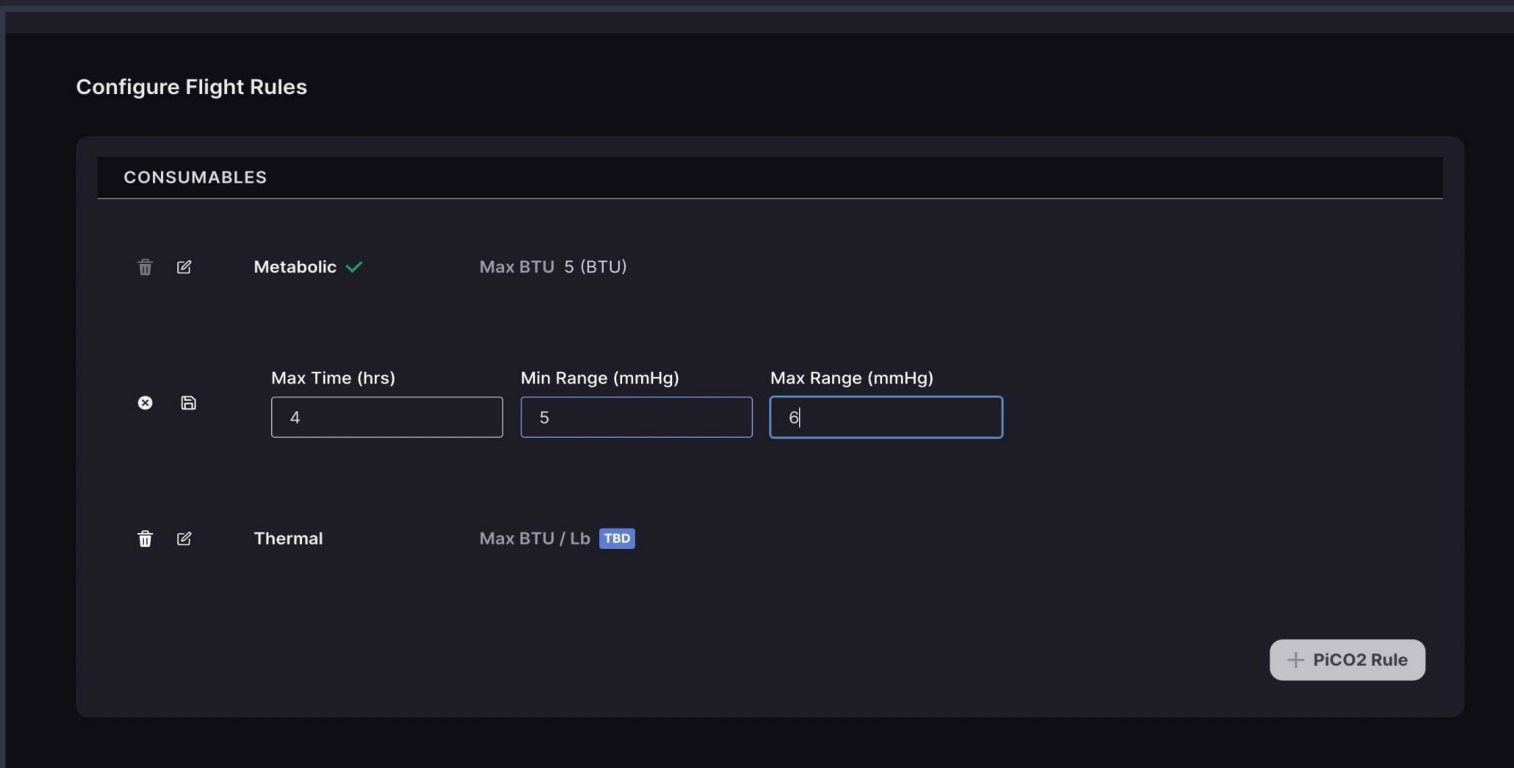 Configure Flight Rules
CONSUMABLES
Metabolic Max BTU 5 (BTU)
Max Time (hrs) Min Range (mmHg) Max Range (mmHg)
4 5 6
Thermal Max BTU / Lb TBD
+ PiCO2 Rule